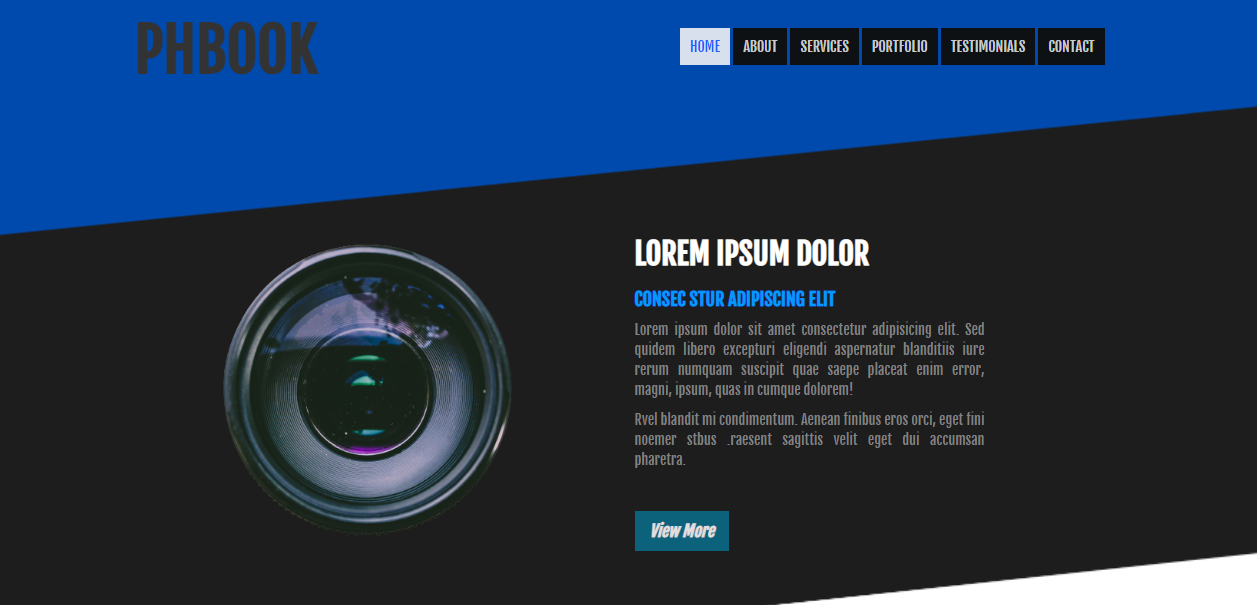 PHBOOK
HOME ABOUT SERVICES PORTFOLIO TESTIMONIALS CONTACT
LOREM IPSUM DOLOR
CONSEC STUR ADIPISCING ELIT
Lorem ipsum dolor sit amet consectetur adipisicing elit. Sed
quidem libero excepturi eligendi aspernatur blanditiis iure
rerum numquam suscipit quae saepe placeat enim error,
magni, ipsum, quas in cumque dolorem!
Rvel blandit mi condimentum. Aenean finibus eros orci, eget fini
noemer stbus .raesent sagittis velit eget dui accumsan
pharetra.
View More